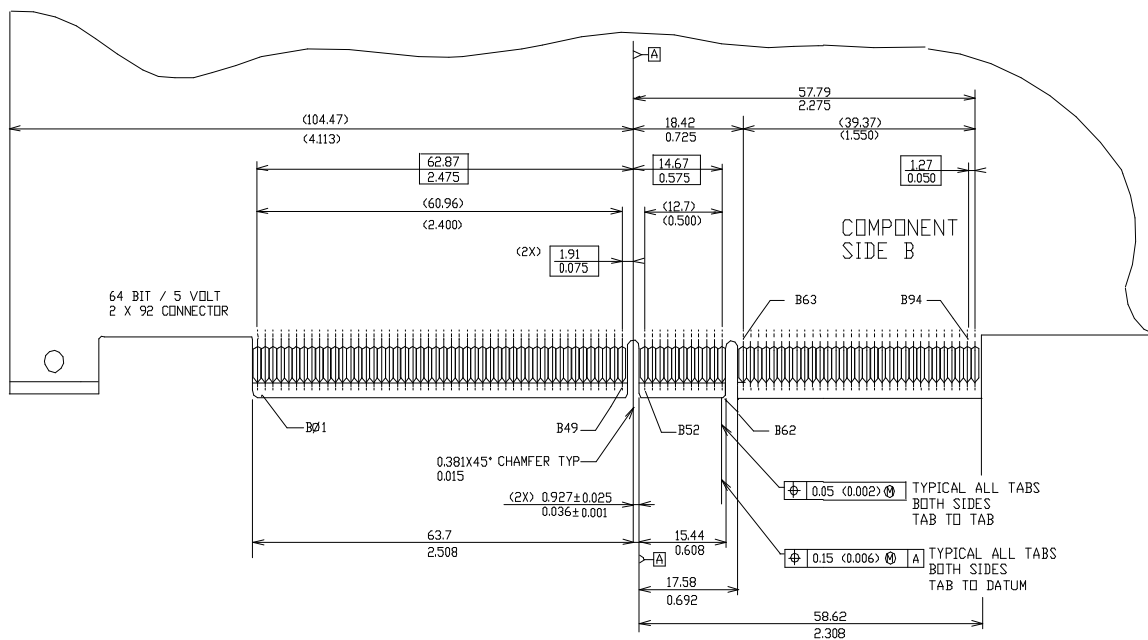 A
57.79
2.275
(104.47)
(4.113)
18.42
0.725
(39.37)
(1.550)
62.87
2.475
14.67
0.575
1.27
0.050
(60.96)
(2.400)
(12.7)
(0.500)
COMPONENT
SIDE B
(2X) 1.91
0.075
64 BIT / 5 VOLT
2 X 92 CONNECTOR
B63
B94
BØ1
B49
B52
B62
0.381X45° CHAMFER TYP
0.015
(2X) 0.927±0.025
0.036±0.001
⌖ 0.05 (0.002) Ⓜ TYPICAL ALL TABS
BOTH SIDES
TAB TO TAB
63.7
2.508
15.44
0.608
A
⌖ 0.15 (0.006) Ⓜ A TYPICAL ALL TABS
BOTH SIDES
TAB TO DATUM
17.58
0.692
58.62
2.308